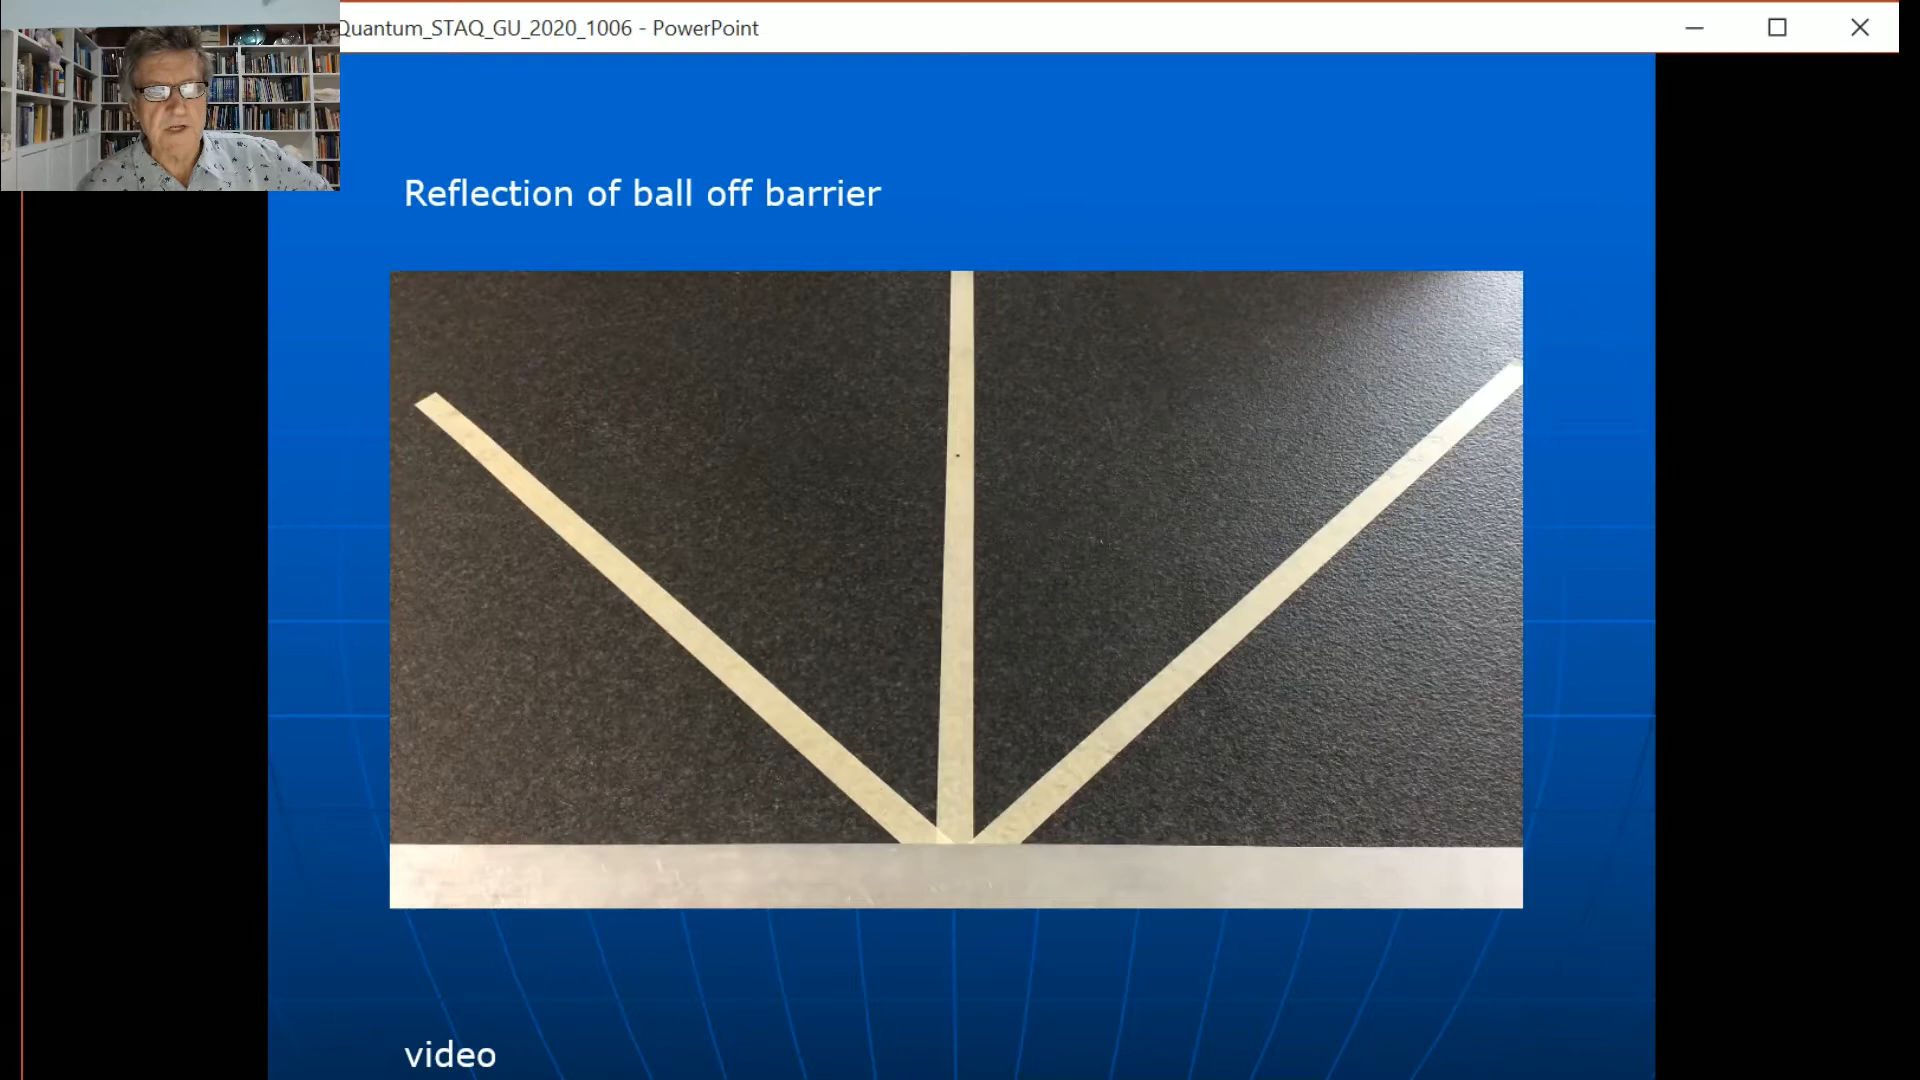 Quantum_STAQ_GU_2020_1006 - PowerPoint
Reflection of ball off barrier
video